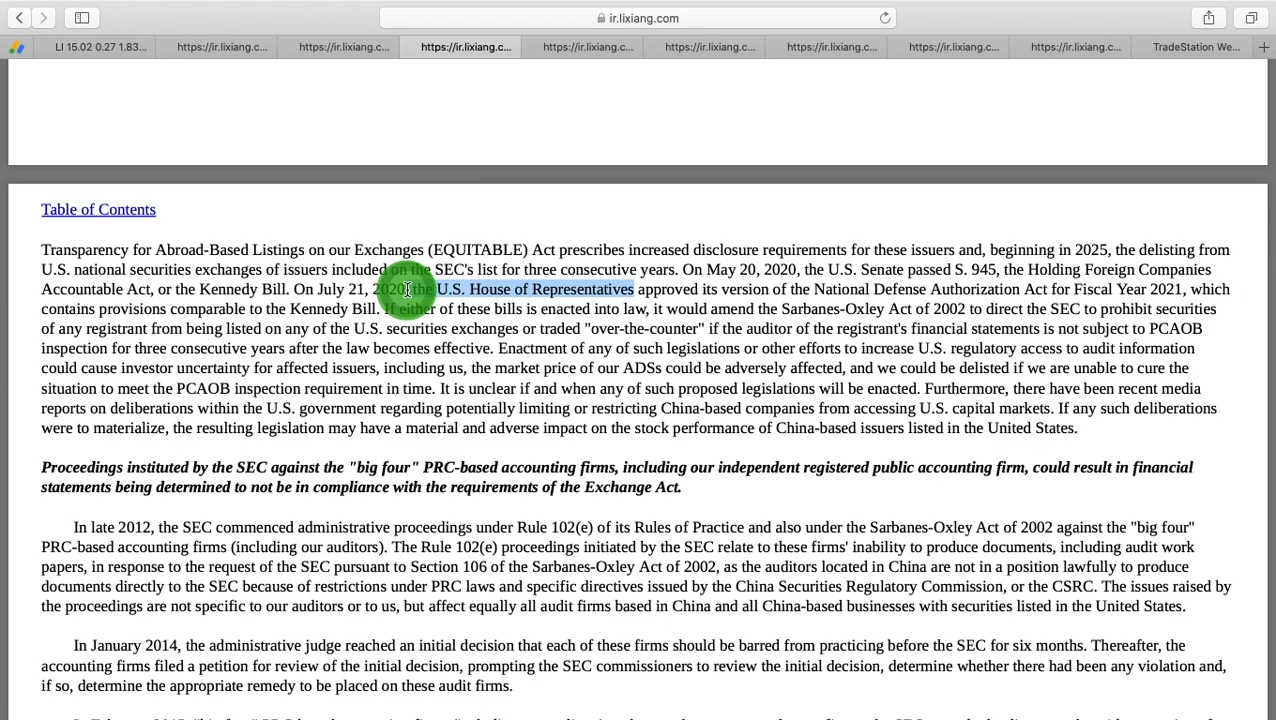 ir.lixiang.com
LI 15.02 0.27 1.83... https://ir.lixiang.c... https://ir.lixiang.c... https://ir.lixiang.c... https://ir.lixiang.c... https://ir.lixiang.c... https://ir.lixiang.c... https://ir.lixiang.c... https://ir.lixiang.c... TradeStation We...
Table of Contents
Transparency for Abroad-Based Listings on our Exchanges (EQUITABLE) Act prescribes increased disclosure requirements for these issuers and, beginning in 2025, the delisting from
U.S. national securities exchanges of issuers included on the SEC's list for three consecutive years. On May 20, 2020, the U.S. Senate passed S. 945, the Holding Foreign Companies
Accountable Act, or the Kennedy Bill. On July 21, 2020, the U.S. House of Representatives approved its version of the National Defense Authorization Act for Fiscal Year 2021, which
contains provisions comparable to the Kennedy Bill. If either of these bills is enacted into law, it would amend the Sarbanes-Oxley Act of 2002 to direct the SEC to prohibit securities
of any registrant from being listed on any of the U.S. securities exchanges or traded "over-the-counter" if the auditor of the registrant's financial statements is not subject to PCAOB
inspection for three consecutive years after the law becomes effective. Enactment of any of such legislations or other efforts to increase U.S. regulatory access to audit information
could cause investor uncertainty for affected issuers, including us, the market price of our ADSs could be adversely affected, and we could be delisted if we are unable to cure the
situation to meet the PCAOB inspection requirement in time. It is unclear if and when any of such proposed legislations will be enacted. Furthermore, there have been recent media
reports on deliberations within the U.S. government regarding potentially limiting or restricting China-based companies from accessing U.S. capital markets. If any such deliberations
were to materialize, the resulting legislation may have a material and adverse impact on the stock performance of China-based issuers listed in the United States.
Proceedings instituted by the SEC against the "big four" PRC-based accounting firms, including our independent registered public accounting firm, could result in financial
statements being determined to not be in compliance with the requirements of the Exchange Act.
In late 2012, the SEC commenced administrative proceedings under Rule 102(e) of its Rules of Practice and also under the Sarbanes-Oxley Act of 2002 against the "big four"
PRC-based accounting firms (including our auditors). The Rule 102(e) proceedings initiated by the SEC relate to these firms' inability to produce documents, including audit work
papers, in response to the request of the SEC pursuant to Section 106 of the Sarbanes-Oxley Act of 2002, as the auditors located in China are not in a position lawfully to produce
documents directly to the SEC because of restrictions under PRC laws and specific directives issued by the China Securities Regulatory Commission, or the CSRC. The issues raised by
the proceedings are not specific to our auditors or to us, but affect equally all audit firms based in China and all China-based businesses with securities listed in the United States.
In January 2014, the administrative judge reached an initial decision that each of these firms should be barred from practicing before the SEC for six months. Thereafter, the
accounting firms filed a petition for review of the initial decision, prompting the SEC commissioners to review the initial decision, determine whether there had been any violation and,
if so, determine the appropriate remedy to be placed on these audit firms.